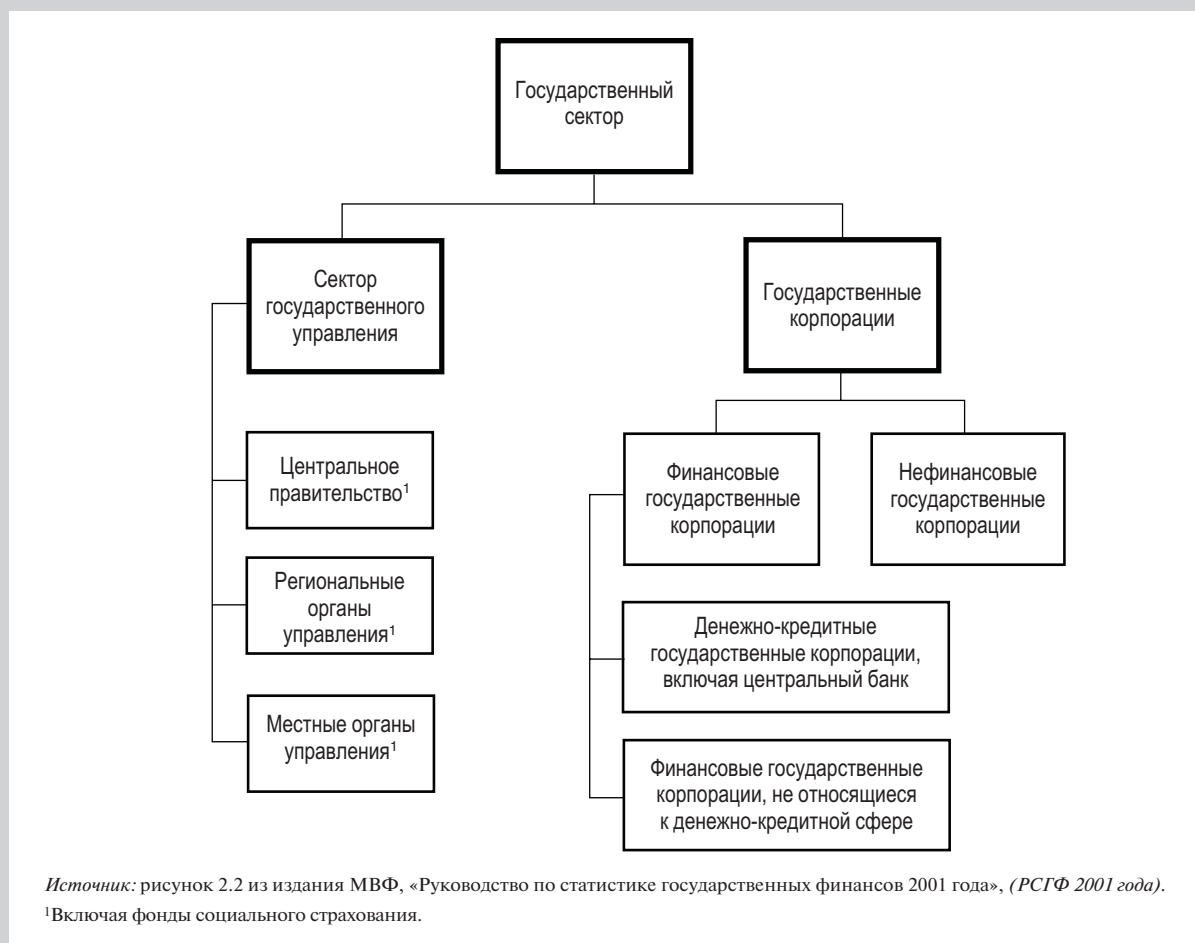 Государственный
сектор
Сектор
государственного
управления
Государственные
корпорации
Центральное
правительство¹
Финансовые
государственные
корпорации
Нефинансовые
государственные
корпорации
Региональные
органы
управления¹
Денежно-кредитные
государственные корпорации,
включая центральный банк
Местные органы
управления¹
Финансовые государственные
корпорации, не относящиеся
к денежно-кредитной сфере
Источник: рисунок 2.2 из издания МВФ, «Руководство по статистике государственных финансов 2001 года», (РСГФ 2001 года).
¹Включая фонды социального страхования.